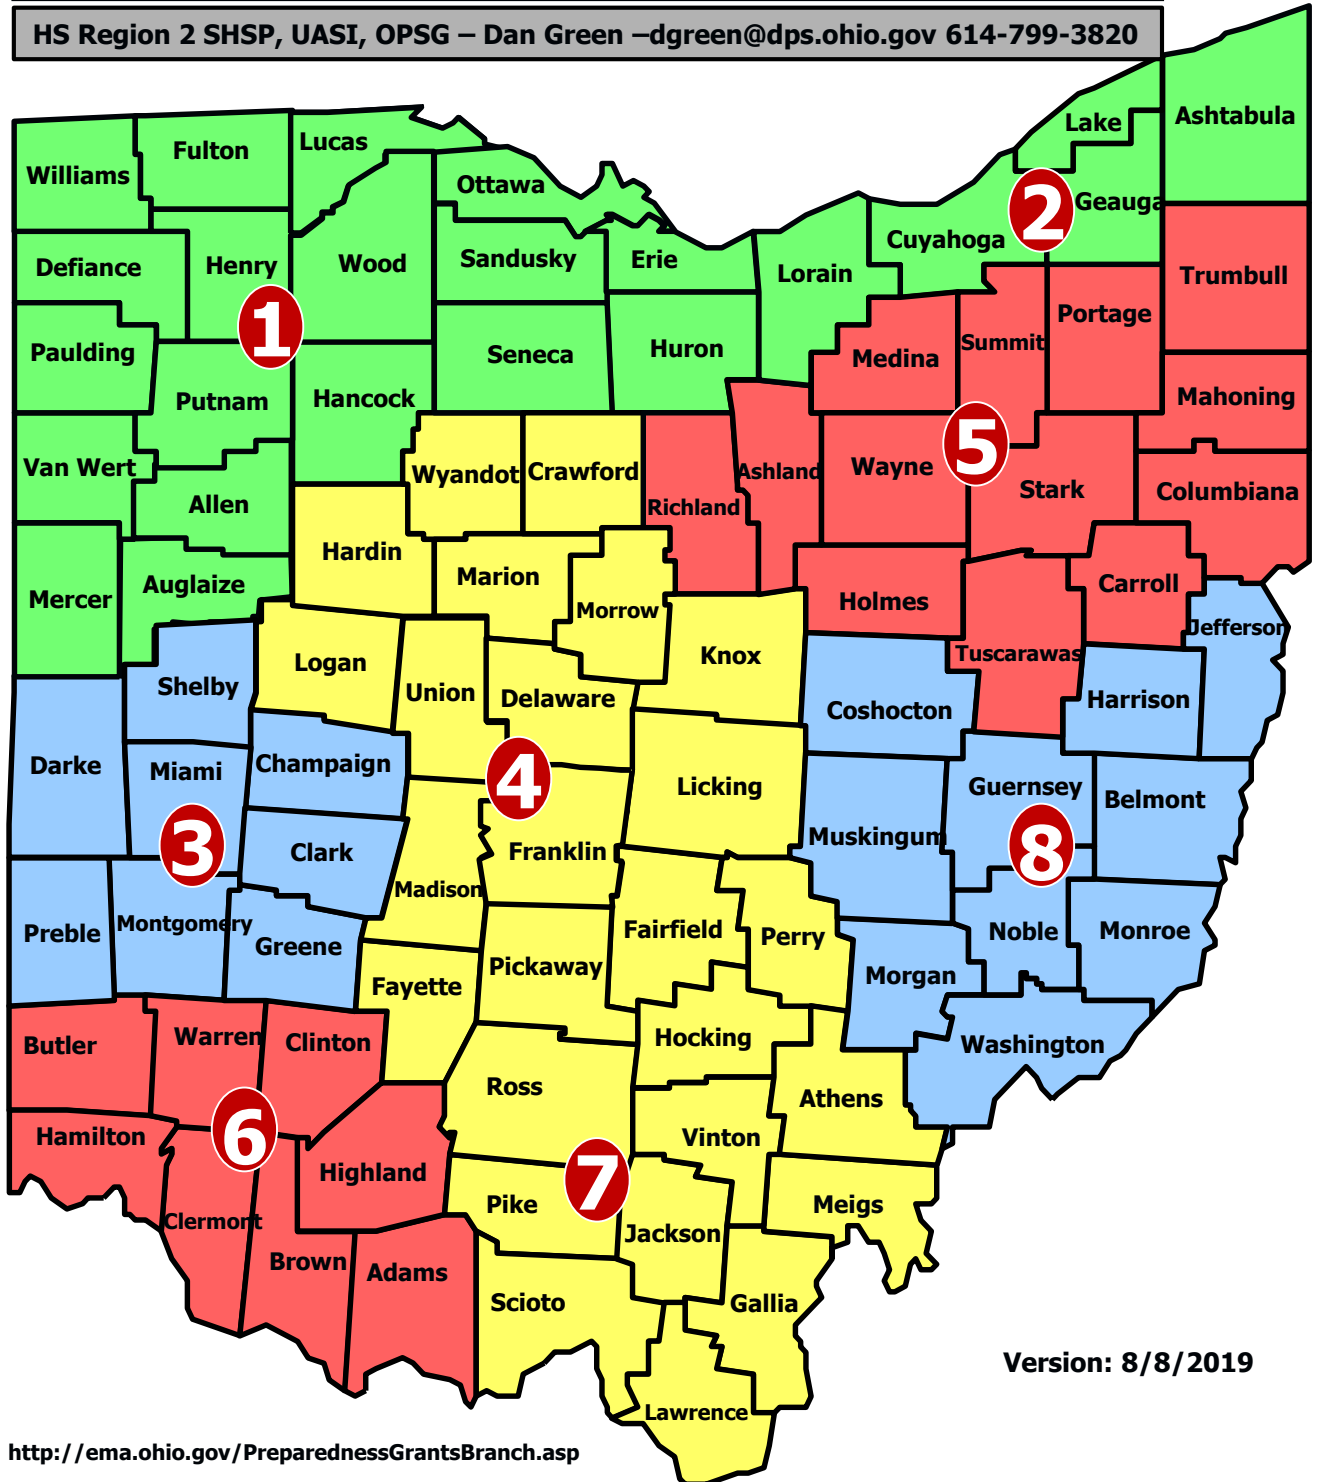 HS Region 2 SHSP, UASI, OPSG – Dan Green –dgreen@dps.ohio.gov 614-799-3820
Ashtabula
Lake
Lucas
Fulton
Williams
Ottawa
2
Geauga
Cuyahoga
Sandusky
Erie
Wood
Henry
Defiance
Lorain
Trumbull
Portage
1
Summit
Huron
Seneca
Paulding
Medina
Mahoning
Hancock
Putnam
5
Wayne
Van Wert
Wyandot
Crawford
Ashland
Stark
Columbiana
Allen
Richland
Hardin
Marion
Auglaize
Carroll
Mercer
Holmes
Morrow
Jefferson
Knox
Tuscarawas
Logan
Shelby
Union
Delaware
Harrison
Coshocton
Darke
Miami
Champaign
4
Licking
Guernsey
Belmont
Muskingum
3
Clark
Franklin
8
Madison
Montgomery
Preble
Greene
Fairfield
Perry
Noble
Monroe
Pickaway
Morgan
Fayette
Butler
Warren
Clinton
Hocking
Washington
Ross
Athens
6
Hamilton
Vinton
Highland
7
Pike
Meigs
Clermont
Jackson
Brown
Adams
Scioto
Gallia
Version: 8/8/2019
Lawrence
http://ema.ohio.gov/PreparednessGrantsBranch.asp